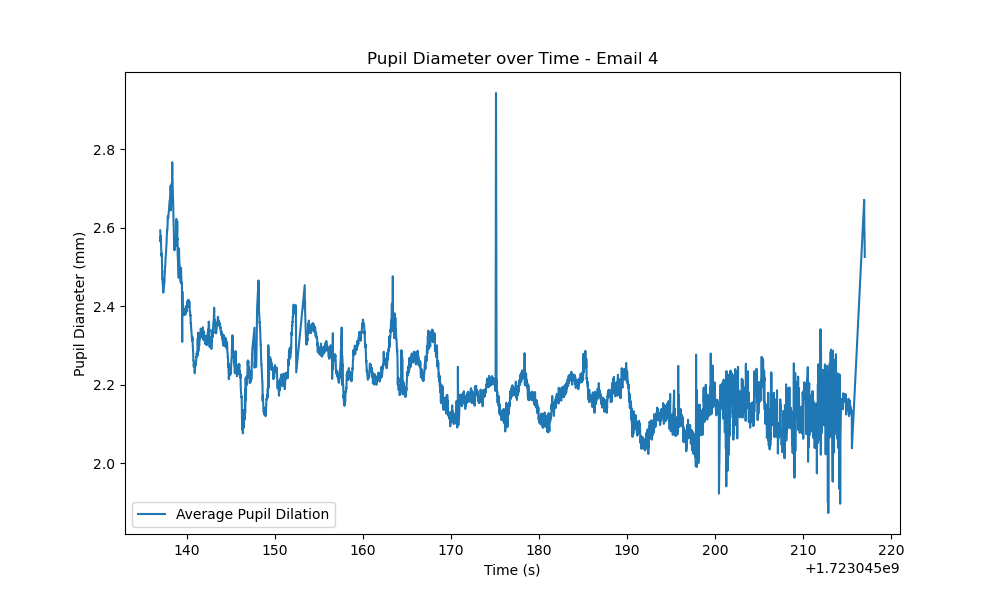 Pupil Diameter over Time - Email 4
Pupil Diameter (mm)
2.8
2.6
2.4
2.2
2.0
Average Pupil Dilation
140 150 160 170 180 190 200 210 220
Time (s)
+1.723045e9